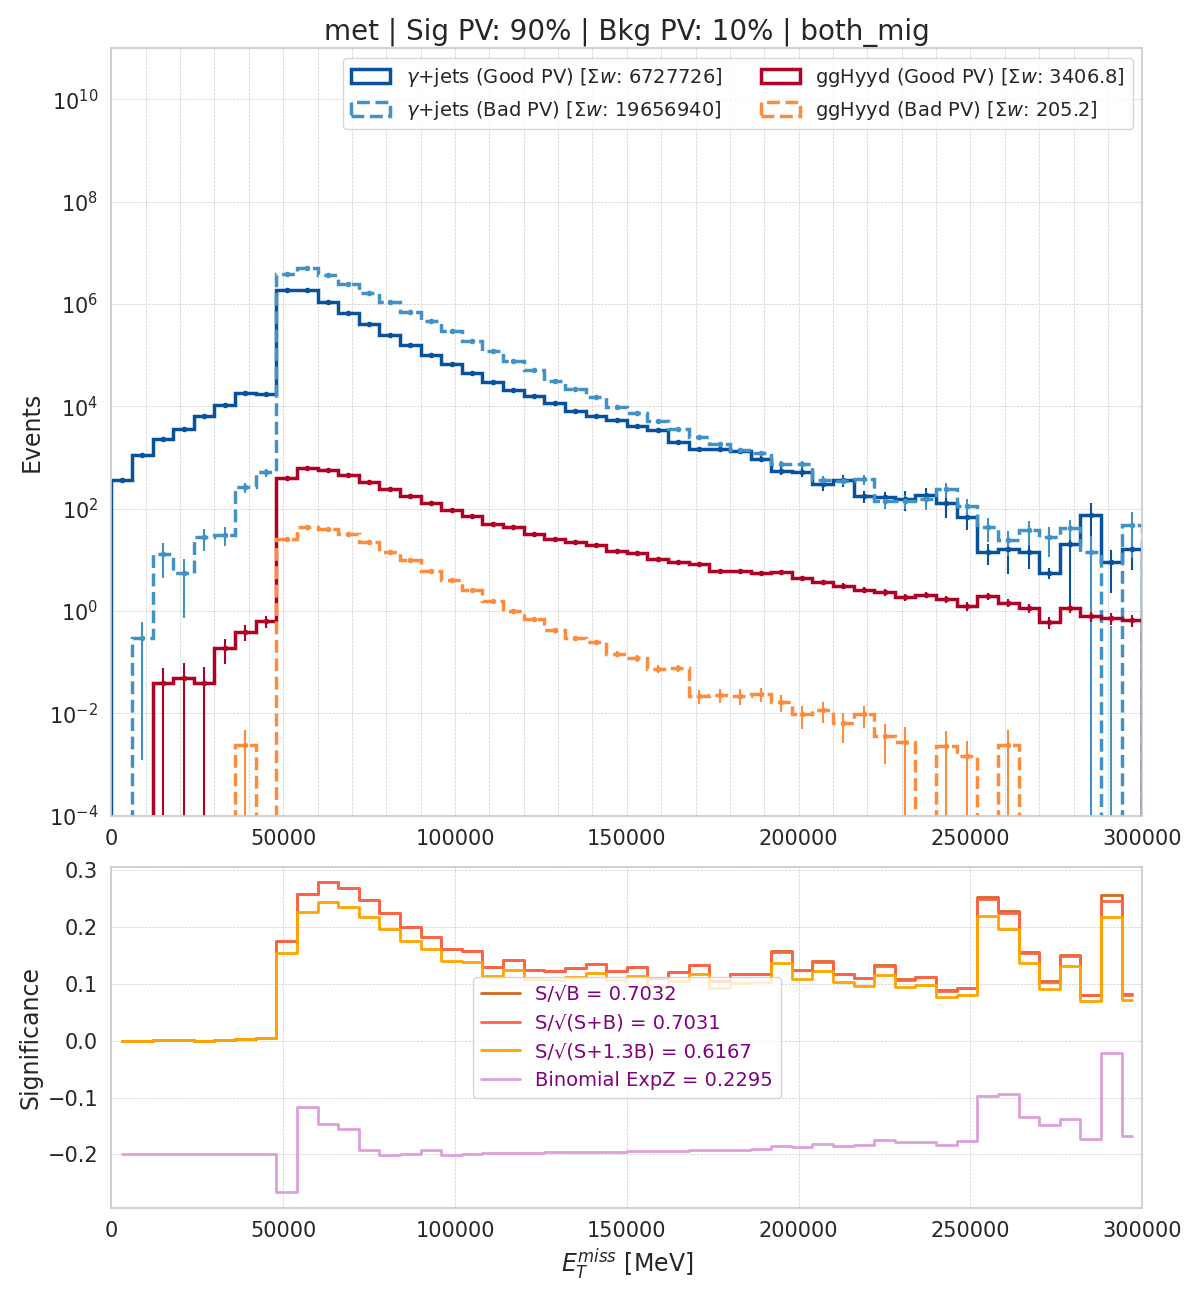 met | Sig PV: 90% | Bkg PV: 10% | both_mig
γ+jets (Good PV) [Σw: 6727726]
γ+jets (Bad PV) [Σw: 19656940]
ggHyyd (Good PV) [Σw: 3406.8]
ggHyyd (Bad PV) [Σw: 205.2]
Events
10^10
10^8
10^6
10^4
10^2
10^0
10^−2
10^−4
0 50000 100000 150000 200000 250000 300000
Significance
0.3
0.2
0.1
0.0
−0.1
−0.2
S/√B = 0.7032
S/√(S+B) = 0.7031
S/√(S+1.3B) = 0.6167
Binomial ExpZ = 0.2295
0 50000 100000 150000 200000 250000 300000
E_T^miss [MeV]